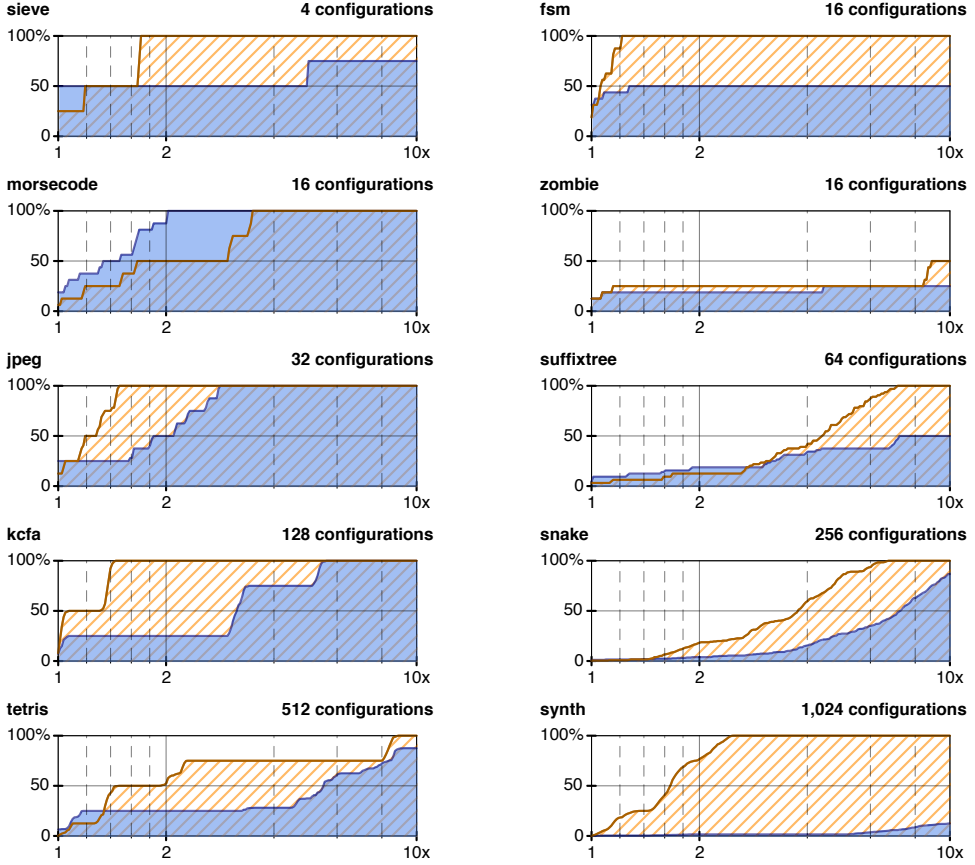 sieve 4 configurations
100%
50
0
1 2 10x
fsm 16 configurations
100%
50
0
1 2 10x
morsecode 16 configurations
100%
50
0
1 2 10x
zombie 16 configurations
100%
50
0
1 2 10x
jpeg 32 configurations
100%
50
0
1 2 10x
suffixtree 64 configurations
100%
50
0
1 2 10x
kcfa 128 configurations
100%
50
0
1 2 10x
snake 256 configurations
100%
50
0
1 2 10x
tetris 512 configurations
100%
50
0
1 2 10x
synth 1,024 configurations
100%
50
0
1 2 10x